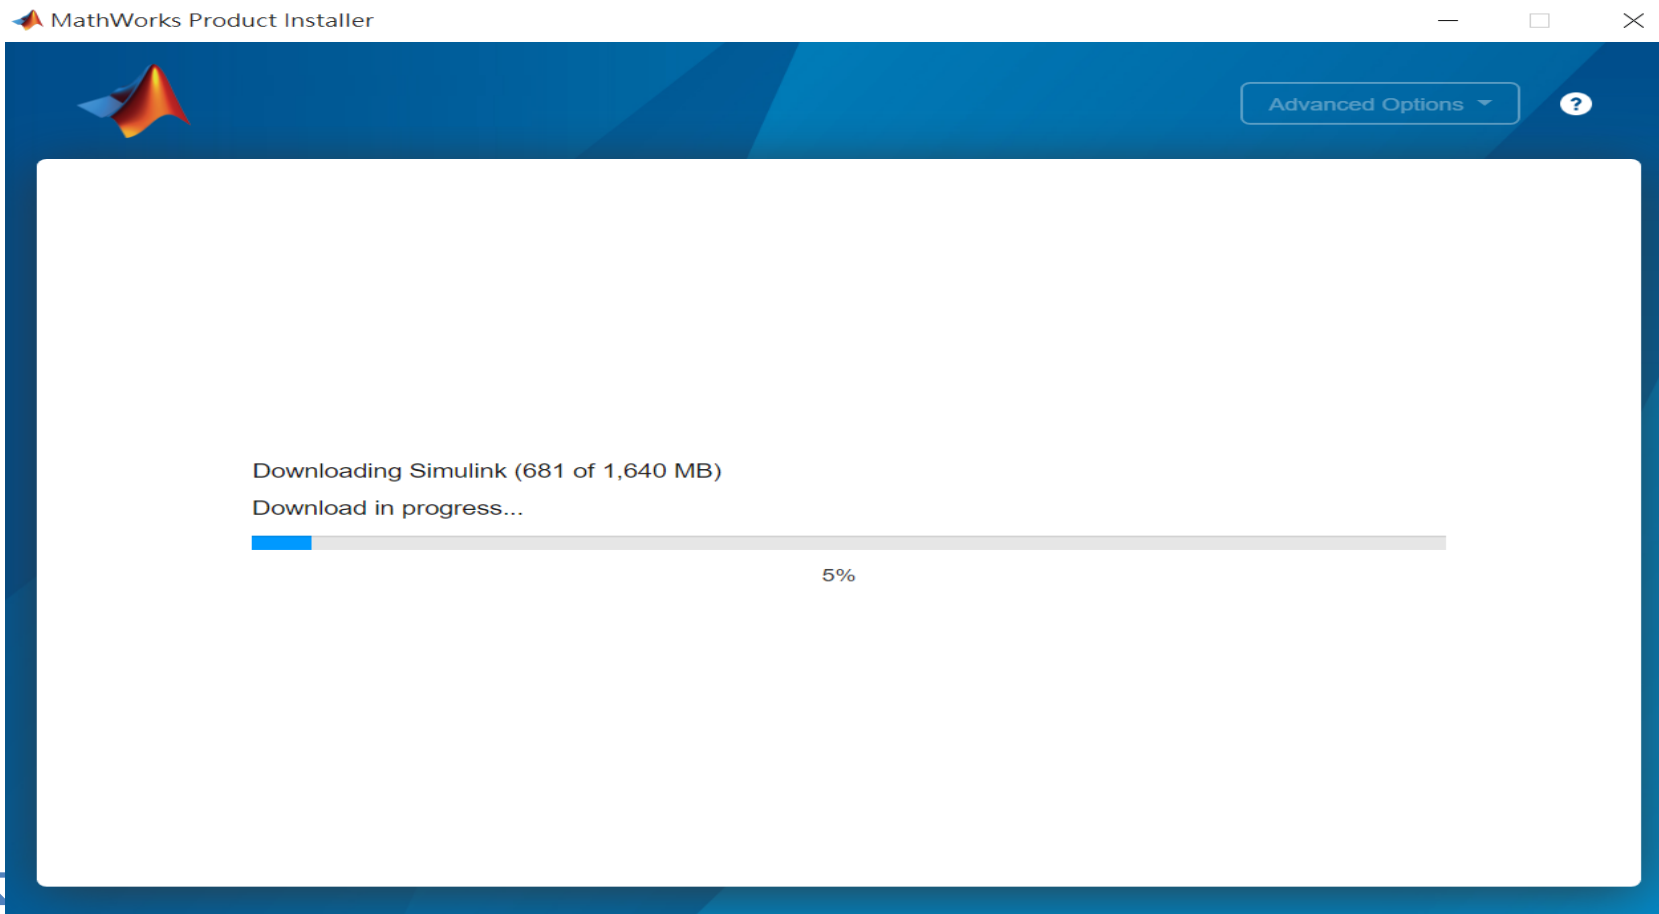 MathWorks Product Installer
Advanced Options
?
Downloading Simulink (681 of 1,640 MB)
Download in progress...
5%